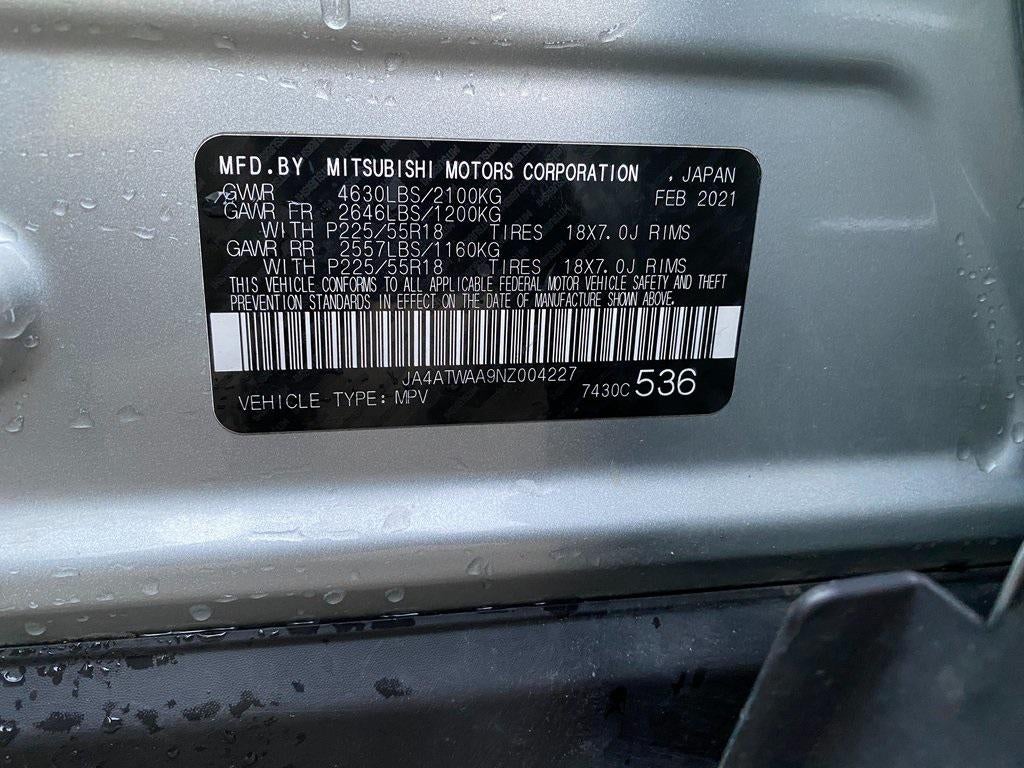 MFD.BY MITSUBISHI MOTORS CORPORATION , JAPAN
GVWR 4630LBS/2100KG FEB 2021
GAWR FR 2646LBS/1200KG
WITH P225/55R18 TIRES 18X7.0J RIMS
GAWR RR 2557LBS/1160KG
WITH P225/55R18 TIRES 18X7.0J RIMS
THIS VEHICLE CONFORMS TO ALL APPLICABLE FEDERAL MOTOR VEHICLE SAFETY AND THEFT
PREVENTION STANDARDS IN EFFECT ON THE DATE OF MANUFACTURE SHOWN ABOVE.
JA4ATWAA9NZ004227
VEHICLE TYPE: MPV 7430C 536